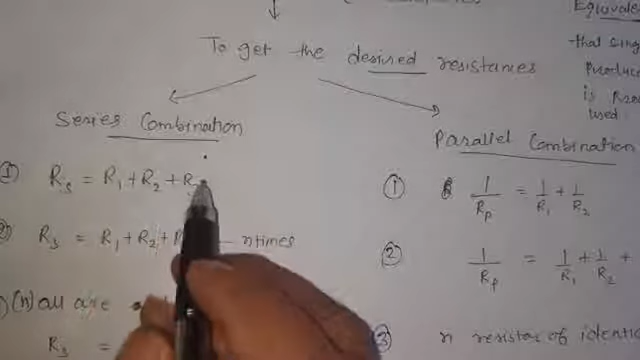 Equivale
To get the desired resistances
that sing
Produce
is
used.
Series Combination
Parallel Combination
① Rs = R1 + R2 + R
Rs = R1 + R2 + n times
(n) all are
Rs =
① 1/Rp = 1/R1 + 1/R2
② 1/Rp = 1/R1 + 1/R2 +
③ n resistor of identic